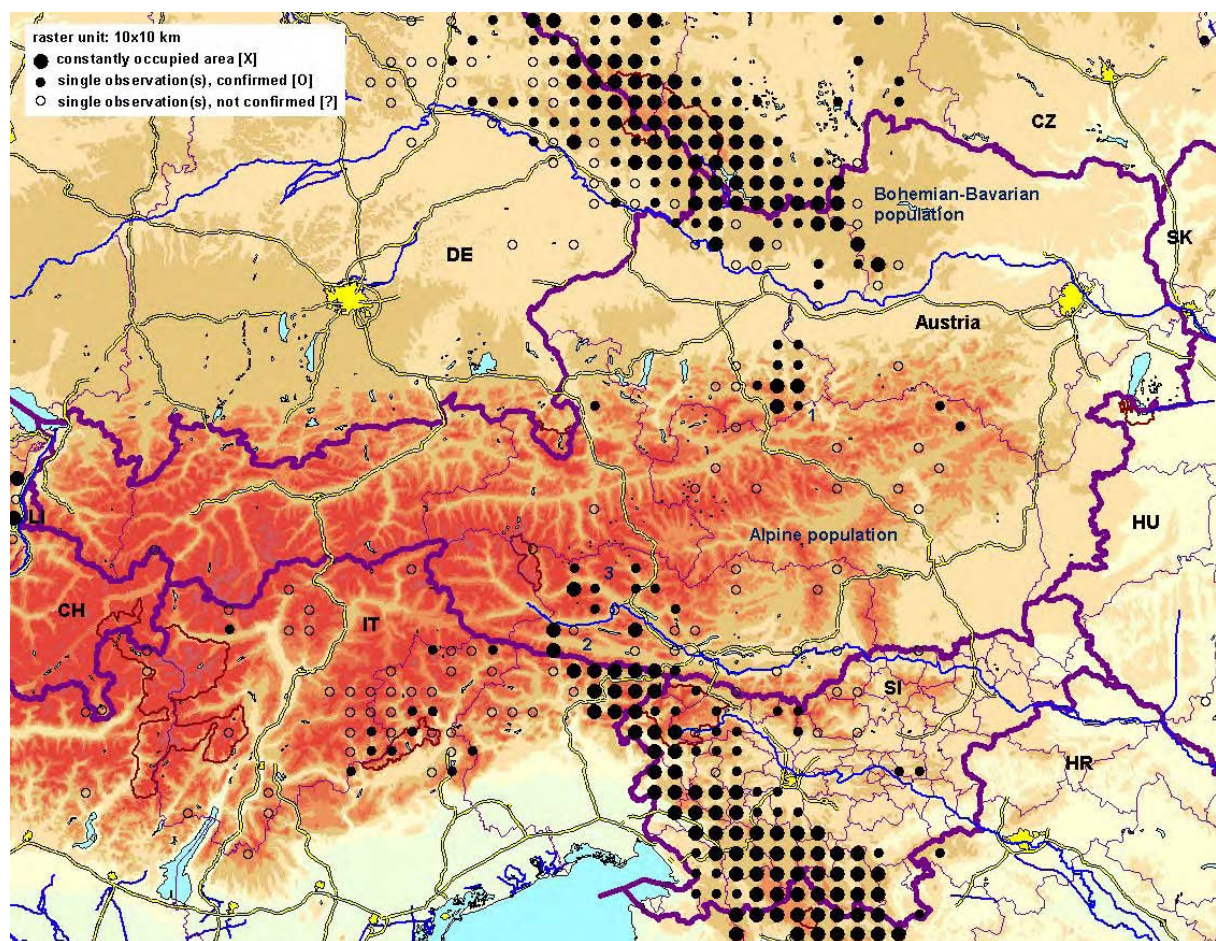 raster unit: 10x10 km
constantly occupied area [X]
single observation(s), confirmed [O]
single observation(s), not confirmed [?]
CZ
Bohemian-Bavarian
population
SK
DE
Austria
1
LI
HU
Alpine population
3
CH
IT
2
SI
HR